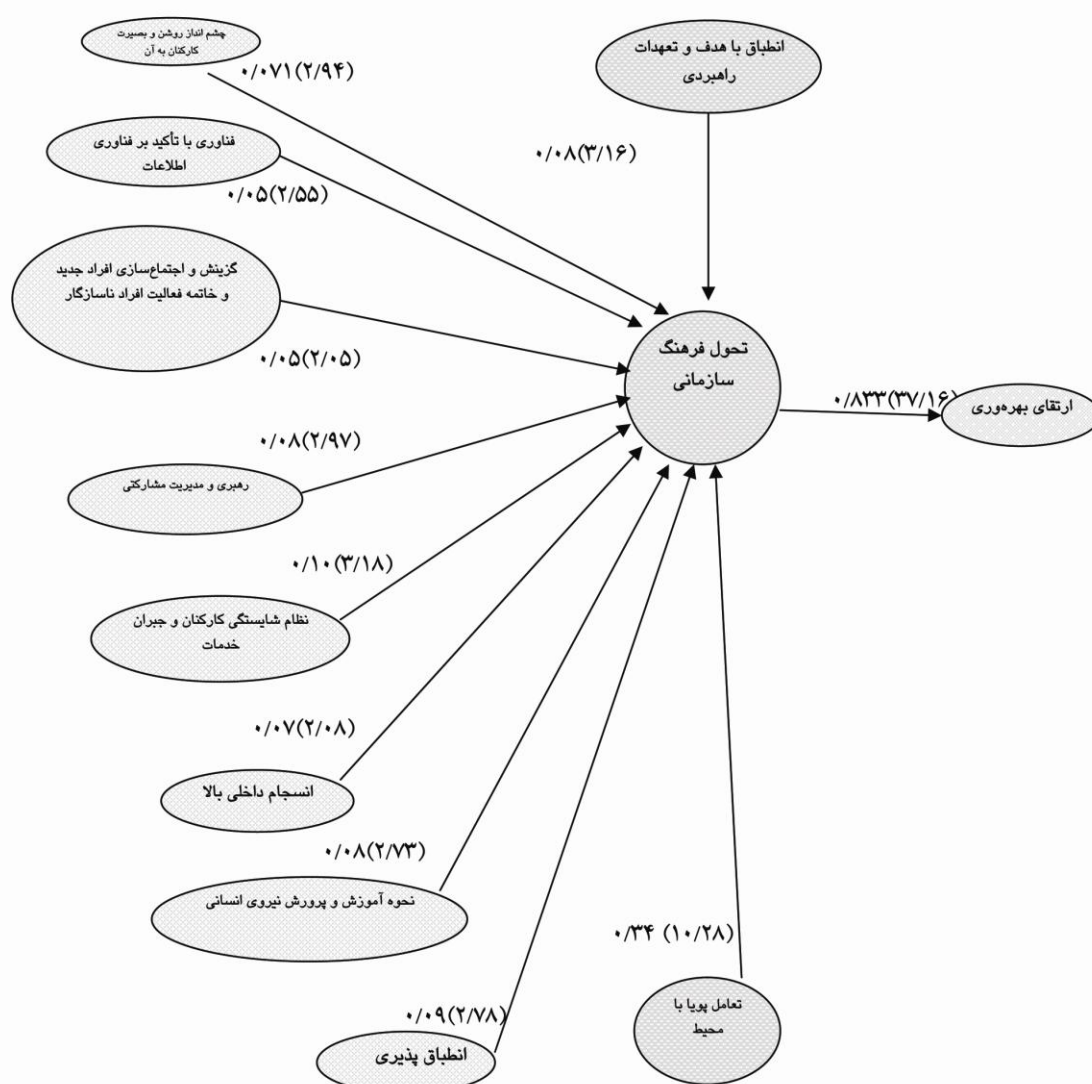 چشم انداز روشن و بصیرت
کارکنان به آن
۰/۰۷۱(۲/۹۴)
انطباق با هدف و تعهدات
راهبردی
۰/۰۸(۳/۱۶)
فناوری با تأکید بر فناوری
اطلاعات
۰/۰۵(۲/۵۵)
گزینش و اجتماع‌سازی افراد جدید
و خاتمه فعالیت افراد ناسازگار
۰/۰۵(۲/۰۵)
تحول فرهنگ
سازمانی
۰/۸۳۳(۳۷/۱۶)
ارتقای بهره‌وری
۰/۰۸(۲/۹۷)
رهبری و مدیریت مشارکتی
۰/۱۰(۳/۱۸)
نظام شایستگی کارکنان و جبران
خدمات
۰/۰۷(۲/۰۸)
انسجام داخلی بالا
۰/۰۸(۲/۷۳)
نحوه آموزش و پرورش نیروی انسانی
۰/۳۴ (۱۰/۲۸)
تعامل پویا با
محیط
۰/۰۹(۲/۷۸)
انطباق پذیری